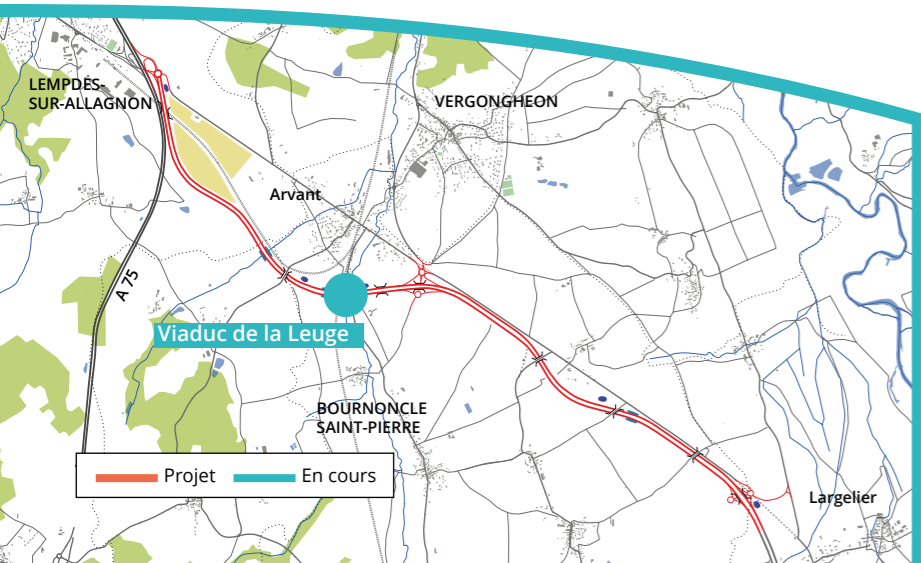 LEMPDES-
SUR-ALLAGNON
VERGONGHEON
Arvant
A 75
Viaduc de la Leuge
BOURNONCLE
SAINT-PIERRE
Projet
En cours
Largelier